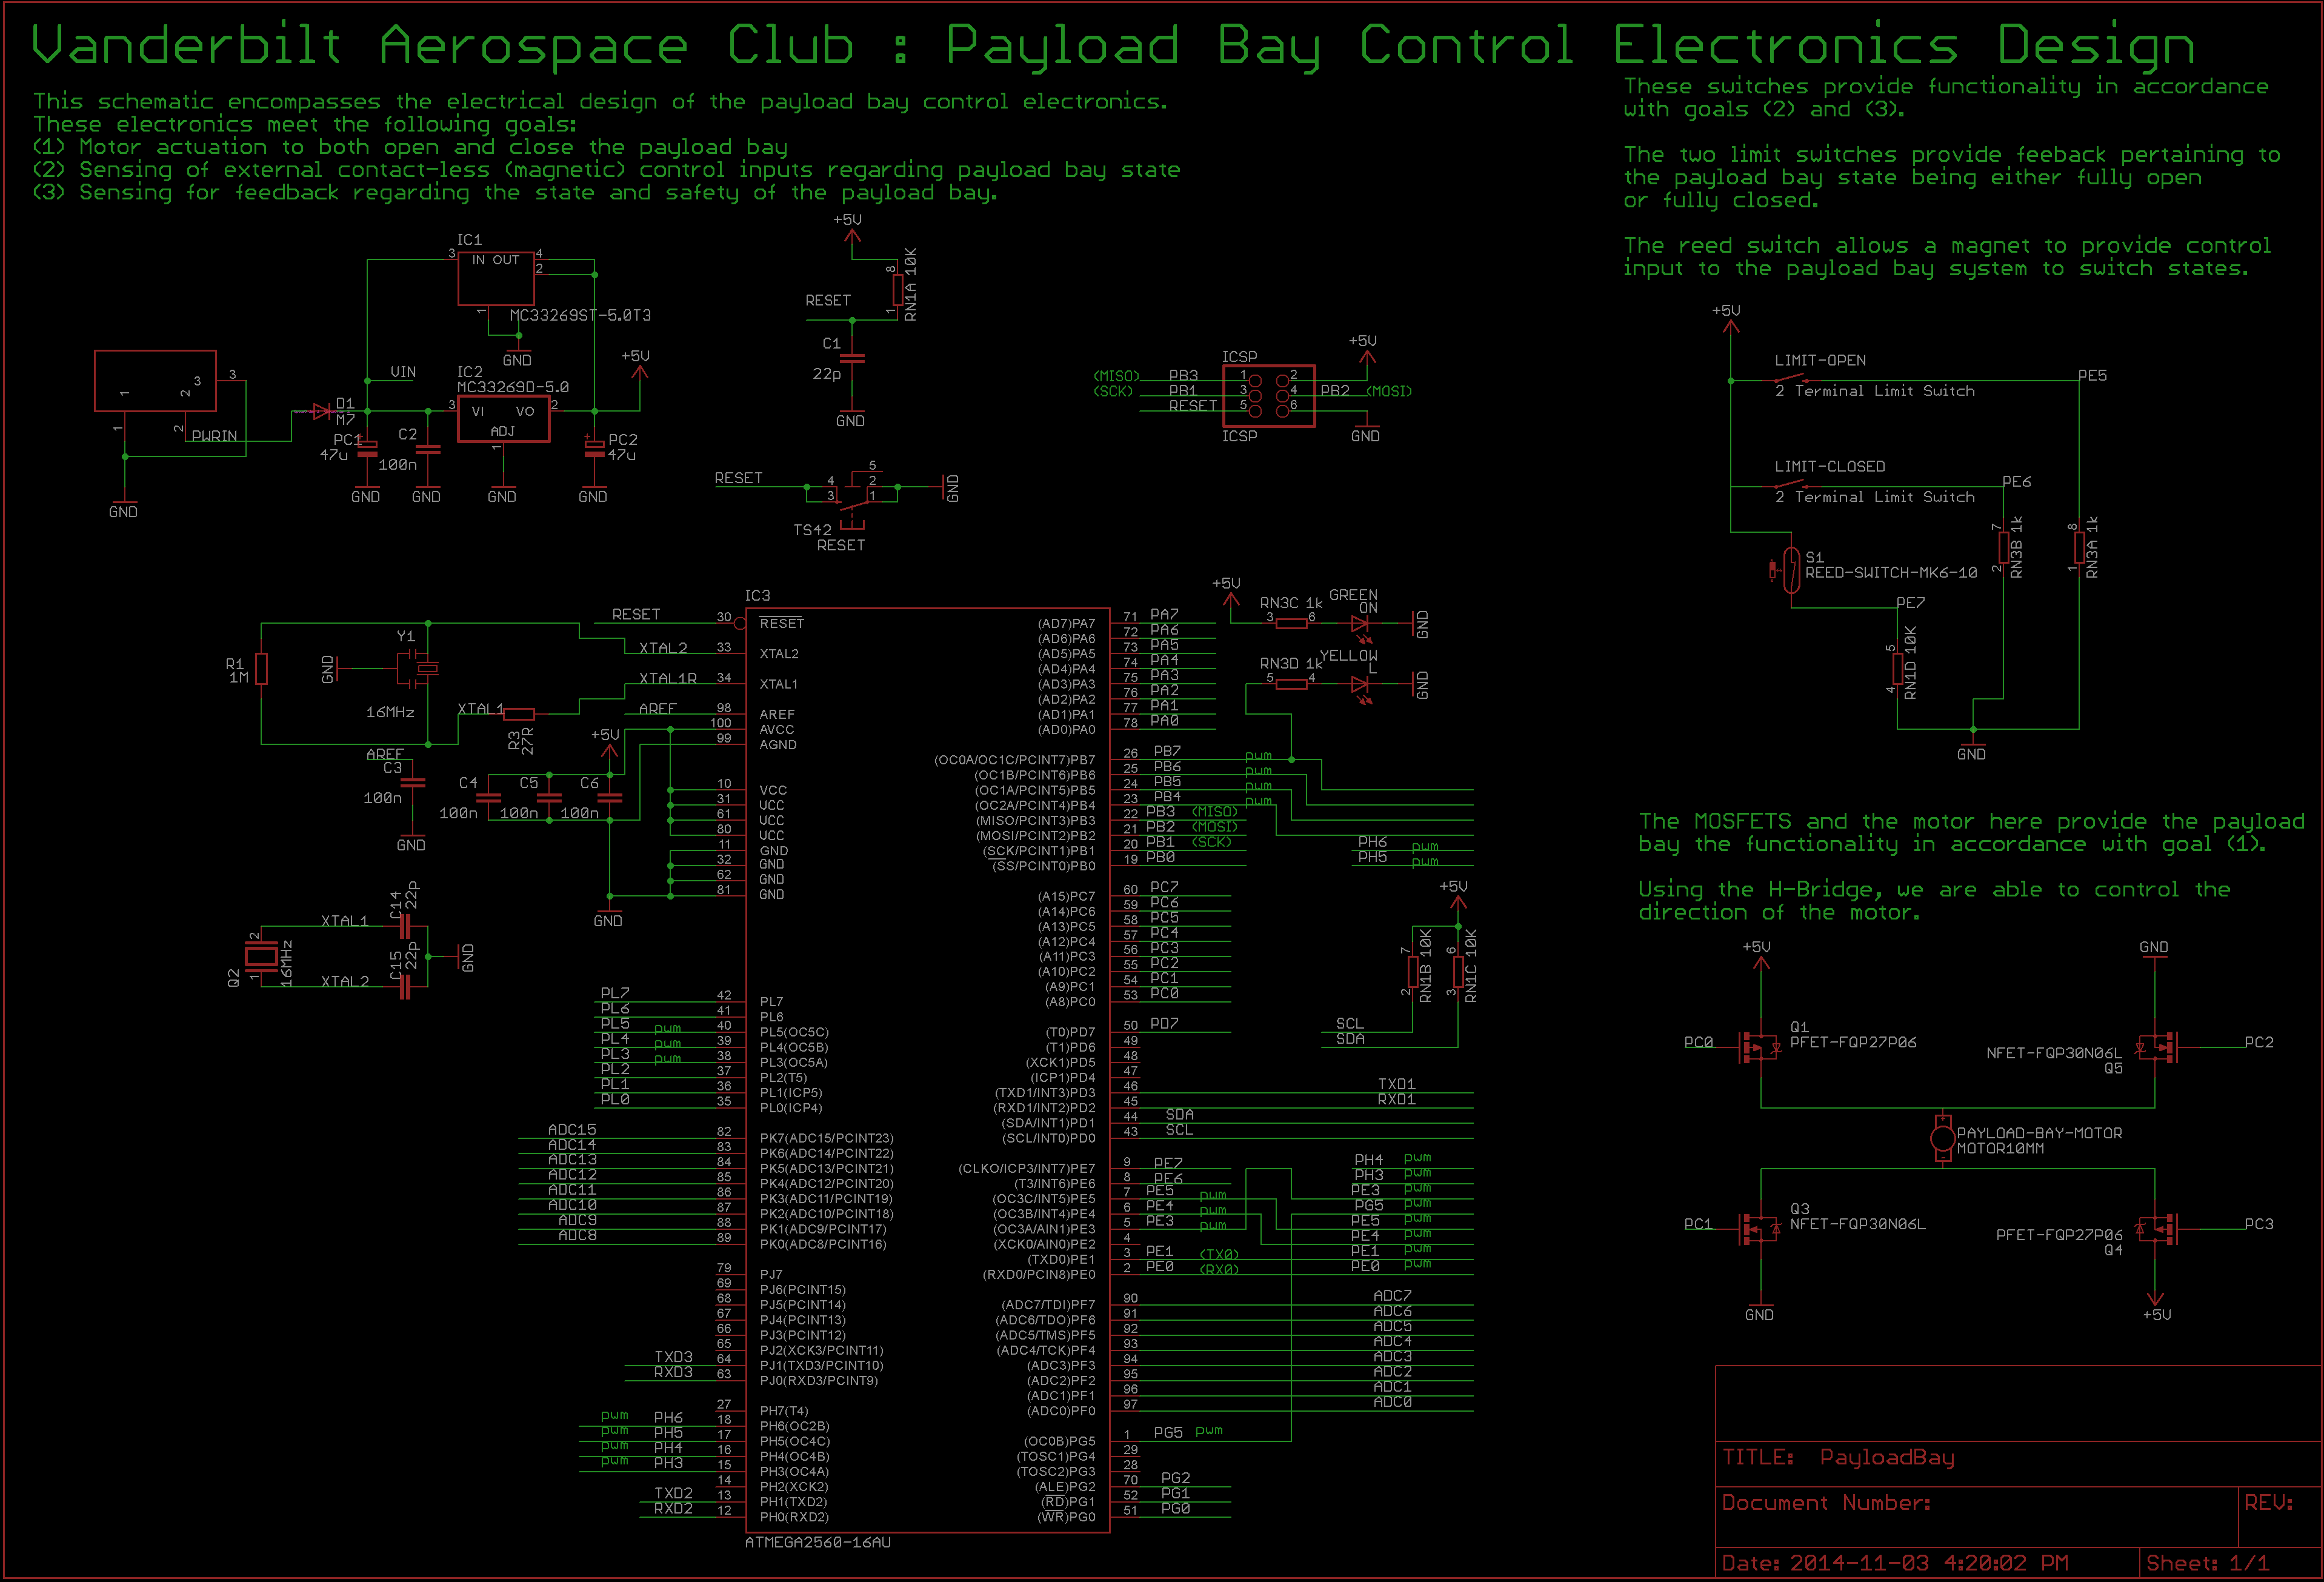 Vanderbilt Aerospace Club : Payload Bay Control Electronics Design
This schematic encompasses the electrical design of the payload bay control electronics.
These electronics meet the following goals:
(1) Motor actuation to both open and close the payload bay
(2) Sensing of external contact-less (magnetic) control inputs regarding payload bay state
(3) Sensing for feedback regarding the state and safety of the payload bay.
These switches provide functionality in accordance
with goals (2) and (3).
The two limit switches provide feeback pertaining to
the payload bay state being either fully open
or fully closed.
The reed switch allows a magnet to provide control
input to the payload bay system to switch states.
IC1
3 IN OUT 4
2
1
MC33269ST-5.0T3
GND
VIN
IC2
MC33269D-5.0
3 VI VO 2
ADJ
1
+5V
1 2 3 3
1 2
PWRIN
D1
M7
PC1
47u
C2
100n
PC2
47u
GND
GND
GND
GND
GND
+5V
8
RN1A 10K
1
RESET
C1
22p
GND
RESET
4 3 5 2 1
GND
TS42
RESET
ICSP
+5V
(MISO) PB3 1 2
(SCK) PB1 3 4 PB2 (MOSI)
RESET 5 6
ICSP
GND
+5V
LIMIT-OPEN
2 Terminal Limit Switch
PE5
LIMIT-CLOSED
2 Terminal Limit Switch
PE6
7 RN3B 1k 2
8 RN3A 1k 1
S1
REED-SWITCH-MK6-10
PE7
5 RN1D 10K 4
GND
R1
1M
Y1
GND
16MHz
XTAL1
R3
27R
AREF
C3
100n
GND
+5V
C4
100n
C5
100n
C6
100n
GND
XTAL1
C14
22p
2
Q2
1
16MHz
C15
22p
XTAL2
GND
IC3
RESET 30 RESET
XTAL2 33 XTAL2
XTAL1R 34 XTAL1
AREF 98 AREF
100 AVCC
99 AGND
10 VCC
31 VCC
61 VCC
80 VCC
11 GND
32 GND
62 GND
81 GND
PL7 42 PL7
PL6 41 PL6
PL5 pwm 40 PL5(OC5C)
PL4 pwm 39 PL4(OC5B)
PL3 pwm 38 PL3(OC5A)
PL2 37 PL2(T5)
PL1 36 PL1(ICP5)
PL0 35 PL0(ICP4)
ADC15 82 PK7(ADC15/PCINT23)
ADC14 83 PK6(ADC14/PCINT22)
ADC13 84 PK5(ADC13/PCINT21)
ADC12 85 PK4(ADC12/PCINT20)
ADC11 86 PK3(ADC11/PCINT19)
ADC10 87 PK2(ADC10/PCINT18)
ADC9 88 PK1(ADC9/PCINT17)
ADC8 89 PK0(ADC8/PCINT16)
79 PJ7
69 PJ6(PCINT15)
68 PJ5(PCINT14)
67 PJ4(PCINT13)
66 PJ3(PCINT12)
65 PJ2(XCK3/PCINT11)
TXD3 64 PJ1(TXD3/PCINT10)
RXD3 63 PJ0(RXD3/PCINT9)
27 PH7(T4)
pwm PH6 18 PH6(OC2B)
pwm PH5 17 PH5(OC4C)
pwm PH4 16 PH4(OC4B)
pwm PH3 15 PH3(OC4A)
14 PH2(XCK2)
TXD2 13 PH1(TXD2)
RXD2 12 PH0(RXD2)
ATMEGA2560-16AU
(AD7)PA7 71 PA7
(AD6)PA6 72 PA6
(AD5)PA5 73 PA5
(AD4)PA4 74 PA4
(AD3)PA3 75 PA3
(AD2)PA2 76 PA2
(AD1)PA1 77 PA1
(AD0)PA0 78 PA0
(OC0A/OC1C/PCINT7)PB7 26 PB7 pwm
(OC1B/PCINT6)PB6 25 PB6 pwm
(OC1A/PCINT5)PB5 24 PB5 pwm
(OC2A/PCINT4)PB4 23 PB4 pwm
(MISO/PCINT3)PB3 22 PB3 (MISO)
(MOSI/PCINT2)PB2 21 PB2 (MOSI)
(SCK/PCINT1)PB1 20 PB1 (SCK)
(SS/PCINT0)PB0 19 PB0
PH6 pwm
PH5 pwm
(A15)PC7 60 PC7
(A14)PC6 59 PC6
(A13)PC5 58 PC5
(A12)PC4 57 PC4
(A11)PC3 56 PC3
(A10)PC2 55 PC2
(A9)PC1 54 PC1
(A8)PC0 53 PC0
(T0)PD7 50 PD7
(T1)PD6 49
(XCK1)PD5 48
(ICP1)PD4 47
(TXD1/INT3)PD3 46 TXD1
(RXD1/INT2)PD2 45 RXD1
(SDA/INT1)PD1 44 SDA
(SCL/INT0)PD0 43 SCL
(CLKO/ICP3/INT7)PE7 9 PE7 PH4 pwm
(T3/INT6)PE6 8 PE6 PH3 pwm
(OC3C/INT5)PE5 7 PE5 pwm PE3 pwm
(OC3B/INT4)PE4 6 PE4 pwm PG5 pwm
(OC3A/AIN1)PE3 5 PE3 pwm PE5 pwm
(XCK0/AIN0)PE2 4 PE4 pwm
(TXD0)PE1 3 PE1 (TX0) PE1 pwm
(RXD0/PCIN8)PE0 2 PE0 (RX0) PE0 pwm
(ADC7/TDI)PF7 90 ADC7
(ADC6/TDO)PF6 91 ADC6
(ADC5/TMS)PF5 92 ADC5
(ADC4/TCK)PF4 93 ADC4
(ADC3)PF3 94 ADC3
(ADC2)PF2 95 ADC2
(ADC1)PF1 96 ADC1
(ADC0)PF0 97 ADC0
(OC0B)PG5 1 PG5 pwm
(TOSC1)PG4 29
(TOSC2)PG3 28
(ALE)PG2 70 PG2
(RD)PG1 52 PG1
(WR)PG0 51 PG0
+5V
RN3C 1k
3 6
GREEN
ON
GND
RN3D 1k
5 4
YELLOW
L
GND
+5V
7 RN1B 10K 2
6 RN1C 10K 3
SCL
SDA
The MOSFETS and the motor here provide the payload
bay the functionality in accordance with goal (1).
Using the H-Bridge, we are able to control the
direction of the motor.
+5V
GND
PC0
Q1
PFET-FQP27P06
NFET-FQP30N06L
Q5
PC2
PAYLOAD-BAY-MOTOR
MOTOR10MM
PC1
Q3
NFET-FQP30N06L
PFET-FQP27P06
Q4
PC3
GND
+5V
TITLE: PayloadBay
Document Number:
REV:
Date: 2014-11-03 4:20:02 PM
Sheet: 1/1